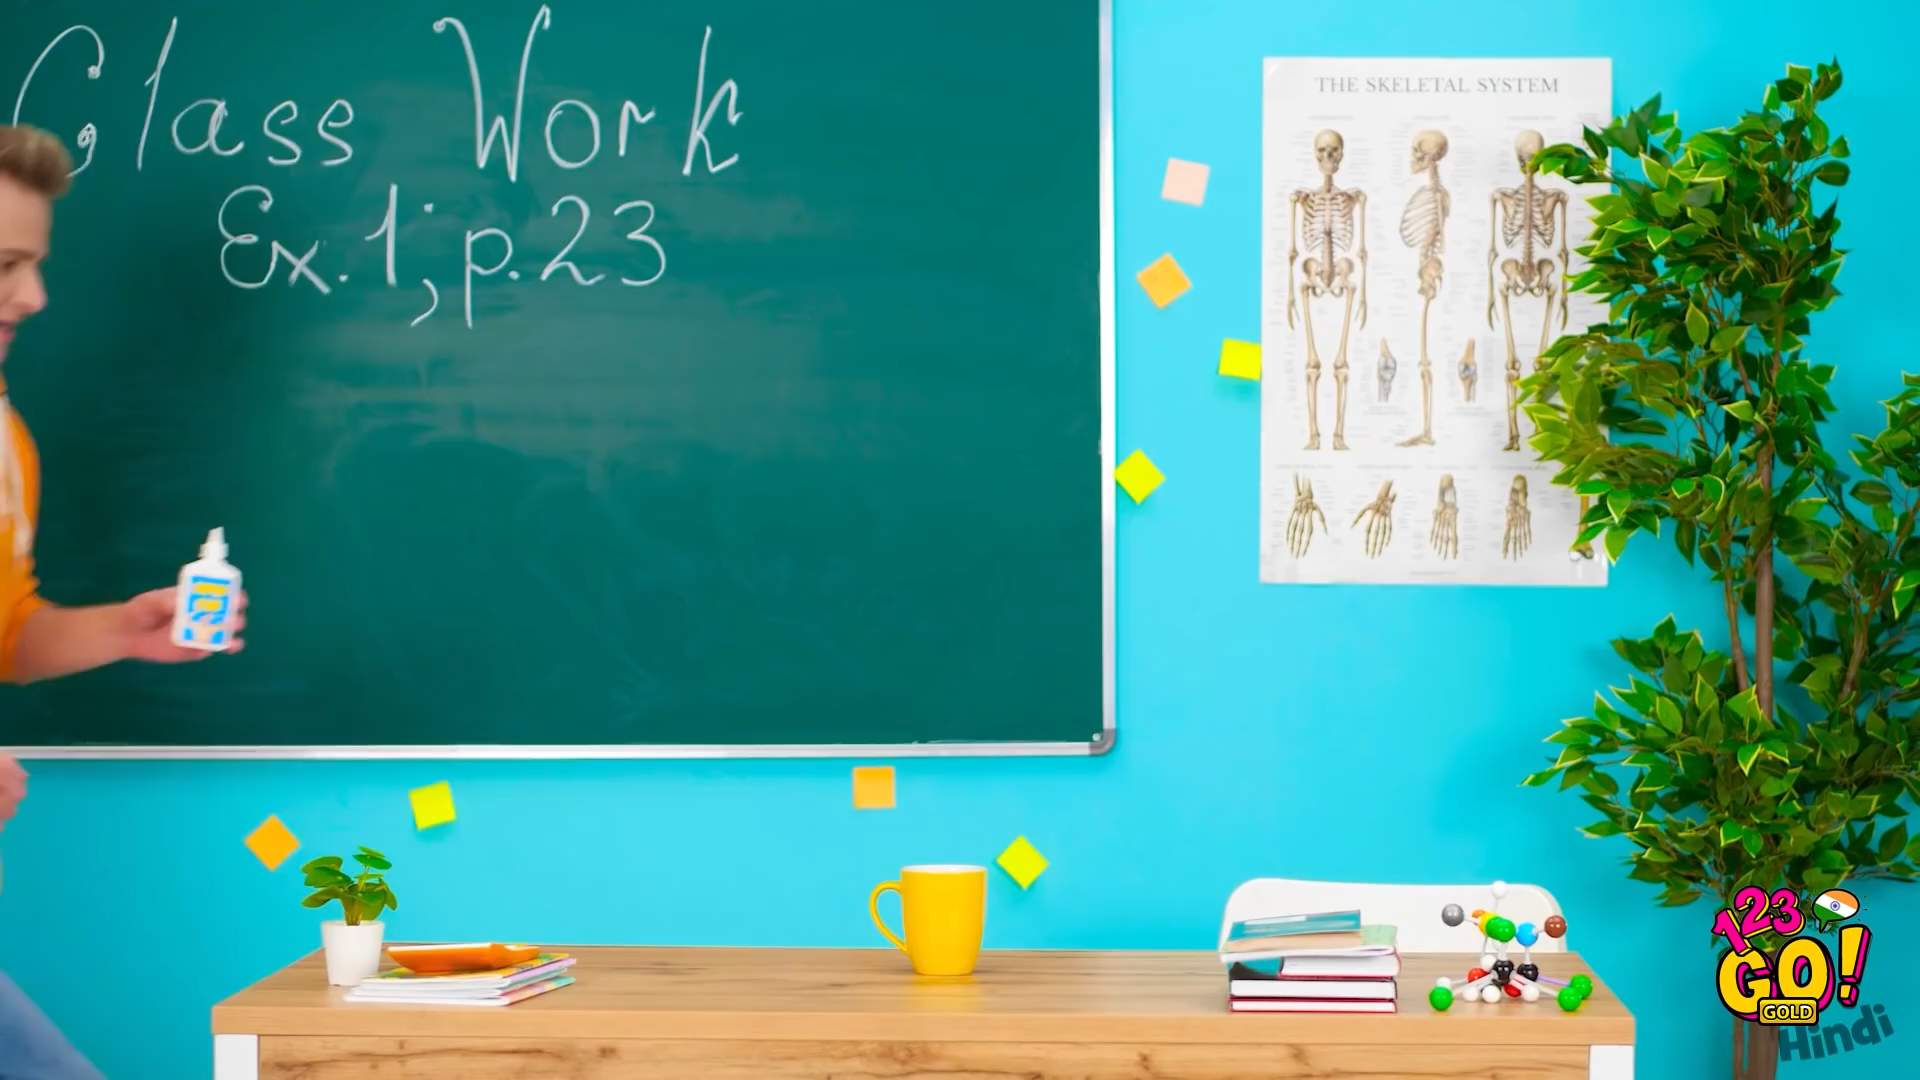 Class Work
Ex. 1; p. 23
THE SKELETAL SYSTEM
123
GO!
GOLD
Hindi